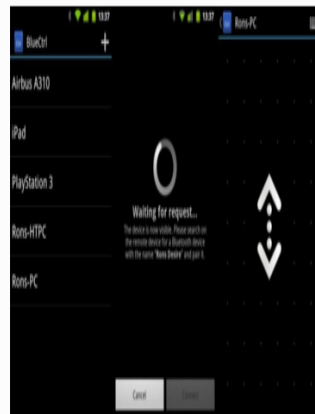 13:37
BlueCtrl
Airbus A310
iPad
PlayStation 3
Rons-HTPC
Rons-PC
13:37
Waiting for request...
The device is now visible. Please search on
the remote device for a Bluetooth device
with the name "Rons Desire" and pair it.
Cancel
Connect
Rons-PC